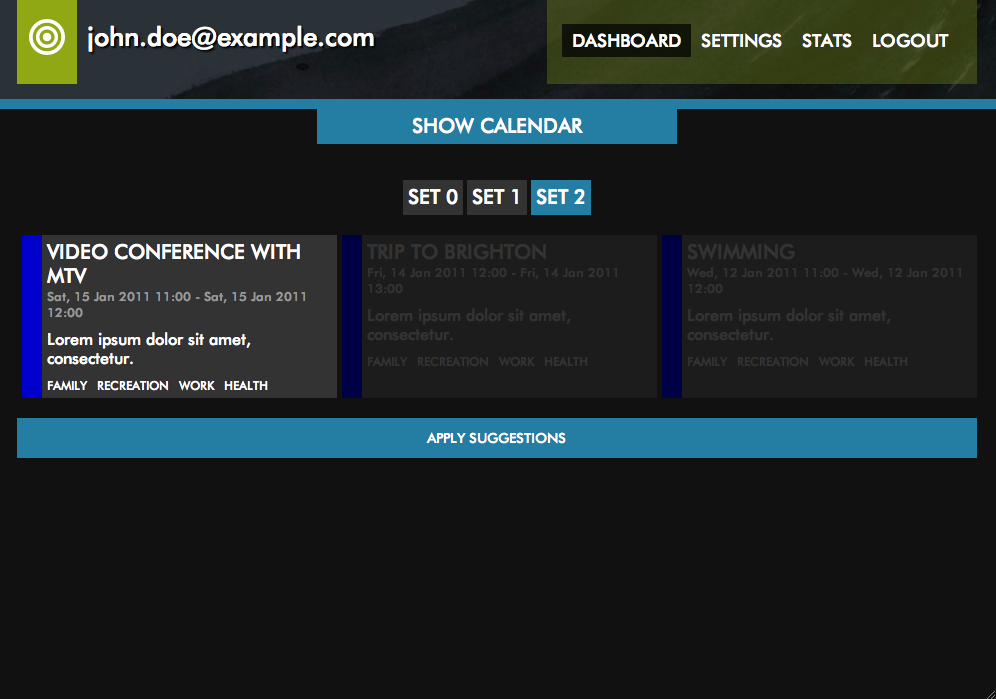 john.doe@example.com
DASHBOARD SETTINGS STATS LOGOUT
SHOW CALENDAR
SET 0 SET 1 SET 2
VIDEO CONFERENCE WITH
MTV
Sat, 15 Jan 2011 11:00 - Sat, 15 Jan 2011
12:00
Lorem ipsum dolor sit amet,
consectetur.
FAMILY RECREATION WORK HEALTH
TRIP TO BRIGHTON
Fri, 14 Jan 2011 12:00 - Fri, 14 Jan 2011
13:00
Lorem ipsum dolor sit amet,
consectetur.
FAMILY RECREATION WORK HEALTH
SWIMMING
Wed, 12 Jan 2011 11:00 - Wed, 12 Jan 2011
12:00
Lorem ipsum dolor sit amet,
consectetur.
FAMILY RECREATION WORK HEALTH
APPLY SUGGESTIONS